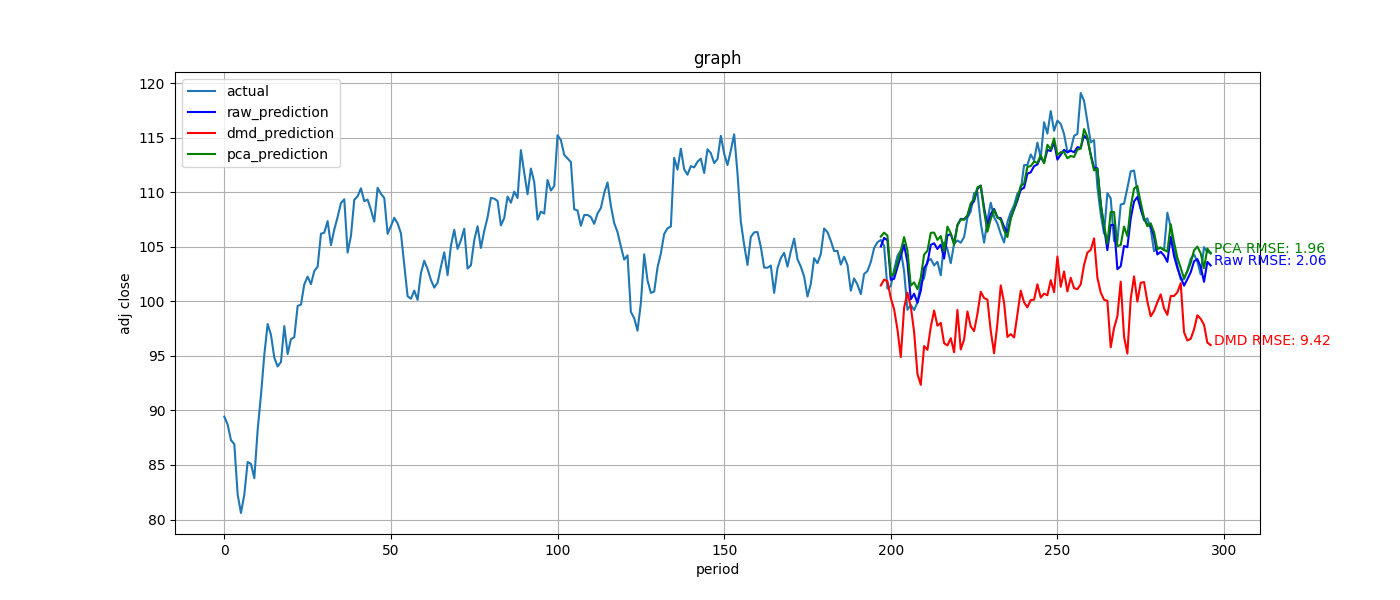 graph
actual
raw_prediction
dmd_prediction
pca_prediction
120
115
110
105
100
95
90
85
80
adj close
PCA RMSE: 1.96
Raw RMSE: 2.06
DMD RMSE: 9.42
0 50 100 150 200 250 300
period